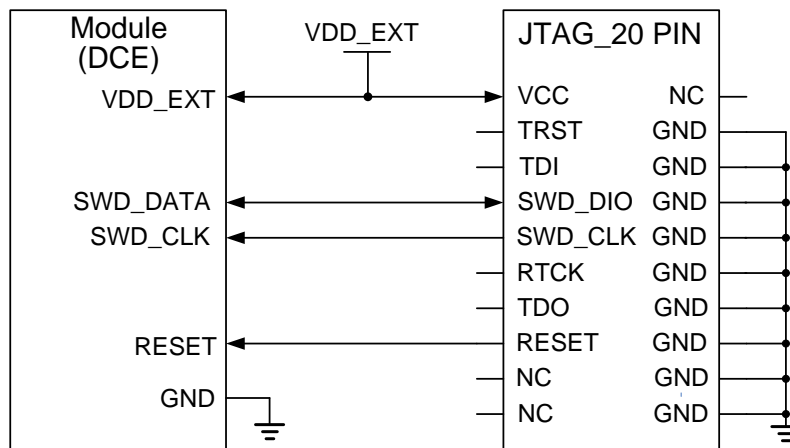 Module
(DCE)
VDD_EXT
JTAG_20 PIN
VDD_EXT
VCC
NC
TRST
GND
TDI
GND
SWD_DATA
SWD_DIO
GND
SWD_CLK
SWD_CLK
GND
RTCK
GND
TDO
GND
RESET
RESET
GND
NC
GND
GND
NC
GND